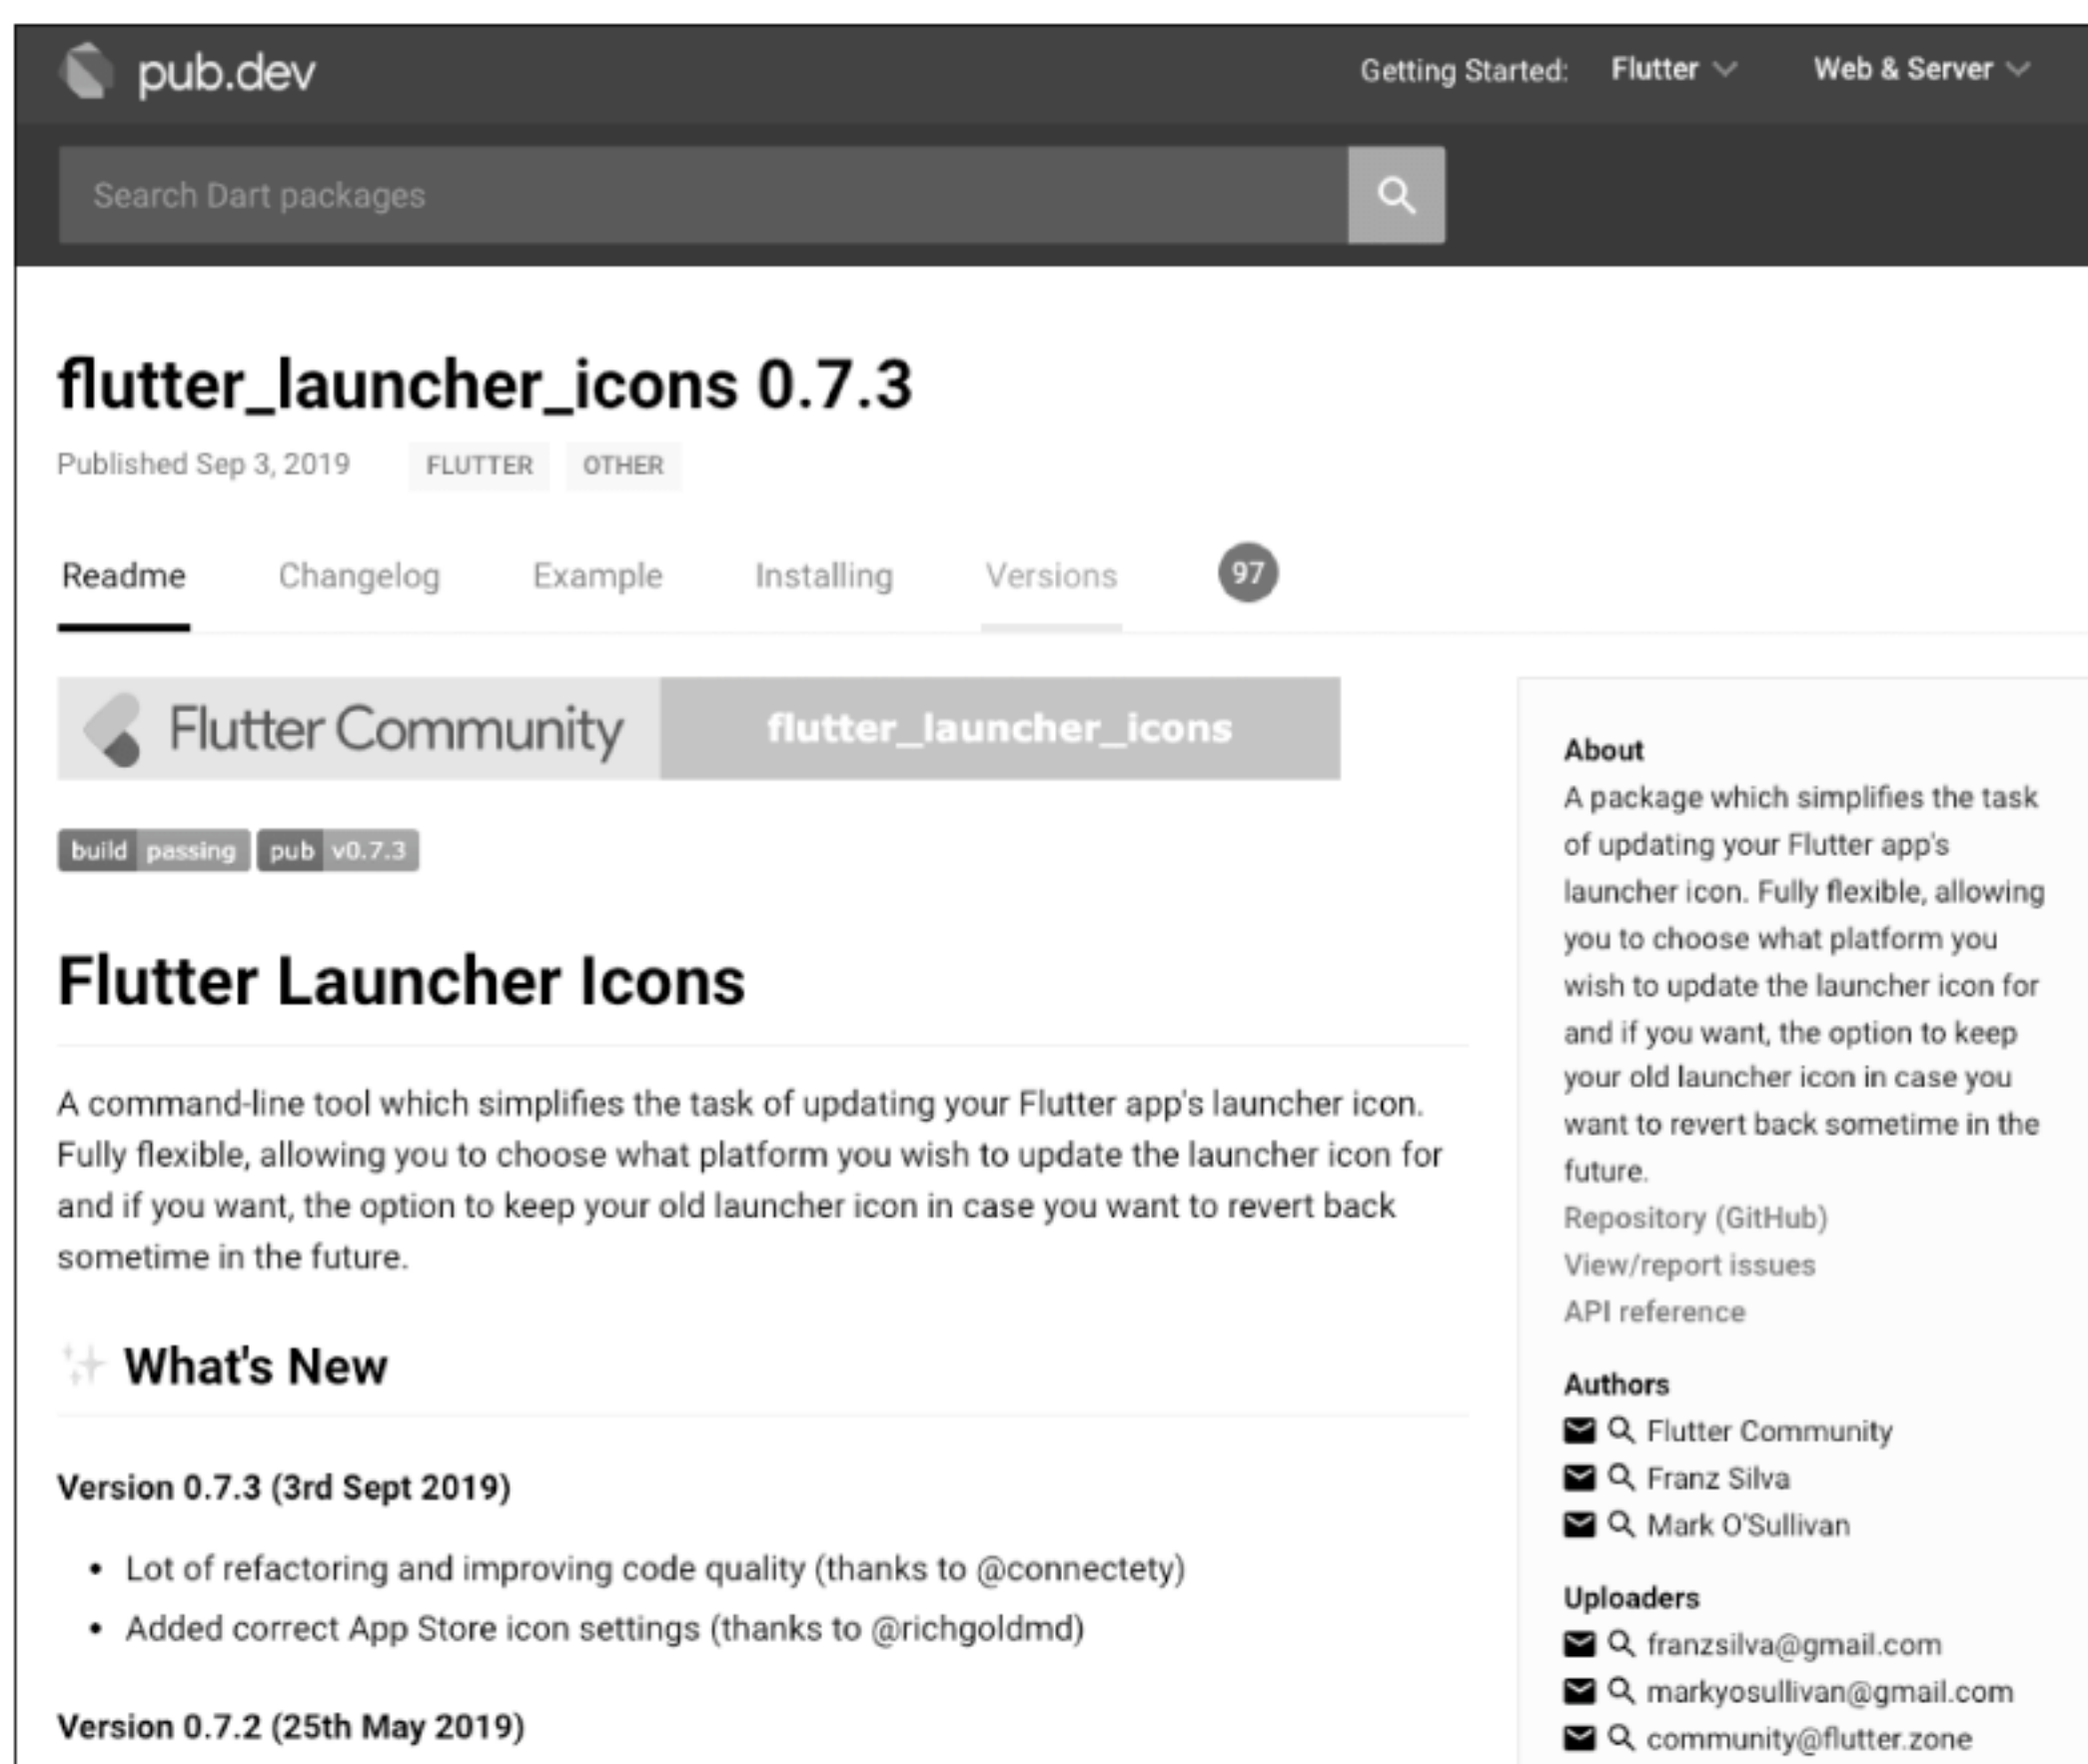 pub.dev
Getting Started: Flutter Web & Server
Search Dart packages
flutter_launcher_icons 0.7.3
Published Sep 3, 2019 FLUTTER OTHER
Readme Changelog Example Installing Versions 97
Flutter Community flutter_launcher_icons
build passing pub v0.7.3
Flutter Launcher Icons
A command-line tool which simplifies the task of updating your Flutter app's launcher icon.
Fully flexible, allowing you to choose what platform you wish to update the launcher icon for
and if you want, the option to keep your old launcher icon in case you want to revert back
sometime in the future.
What's New
Version 0.7.3 (3rd Sept 2019)
• Lot of refactoring and improving code quality (thanks to @connectety)
• Added correct App Store icon settings (thanks to @richgoldmd)
Version 0.7.2 (25th May 2019)
About
A package which simplifies the task
of updating your Flutter app's
launcher icon. Fully flexible, allowing
you to choose what platform you
wish to update the launcher icon for
and if you want, the option to keep
your old launcher icon in case you
want to revert back sometime in the
future.
Repository (GitHub)
View/report issues
API reference
Authors
Flutter Community
Franz Silva
Mark O'Sullivan
Uploaders
franzsilva@gmail.com
markyosullivan@gmail.com
community@flutter.zone